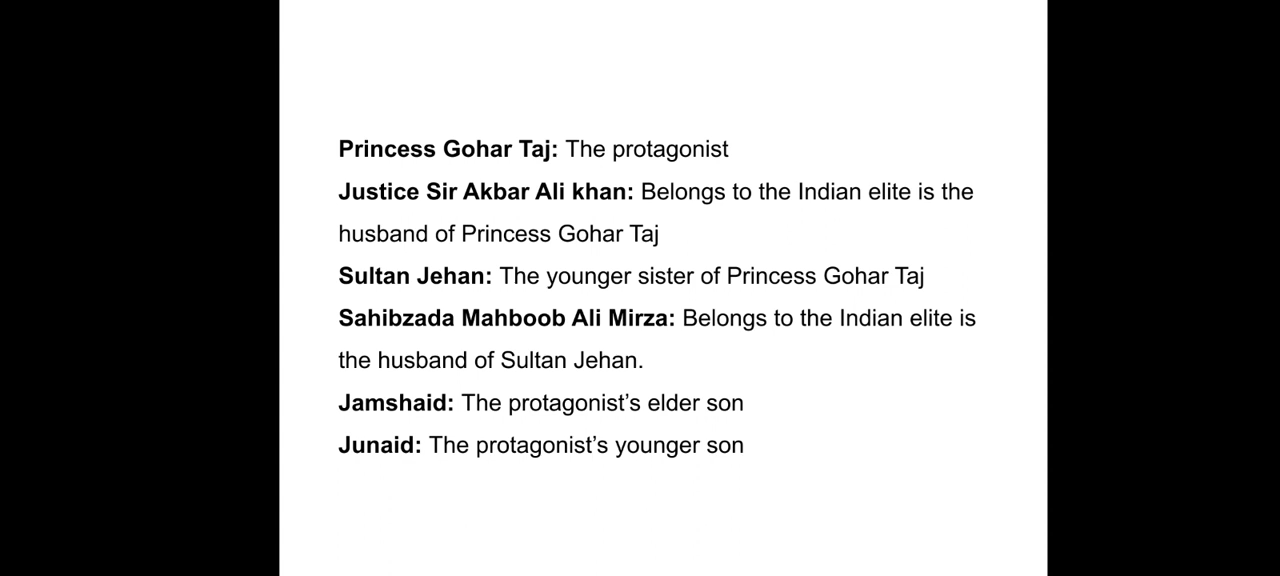 Princess Gohar Taj: The protagonist
Justice Sir Akbar Ali khan: Belongs to the Indian elite is the
husband of Princess Gohar Taj
Sultan Jehan: The younger sister of Princess Gohar Taj
Sahibzada Mahboob Ali Mirza: Belongs to the Indian elite is
the husband of Sultan Jehan.
Jamshaid: The protagonist’s elder son
Junaid: The protagonist’s younger son